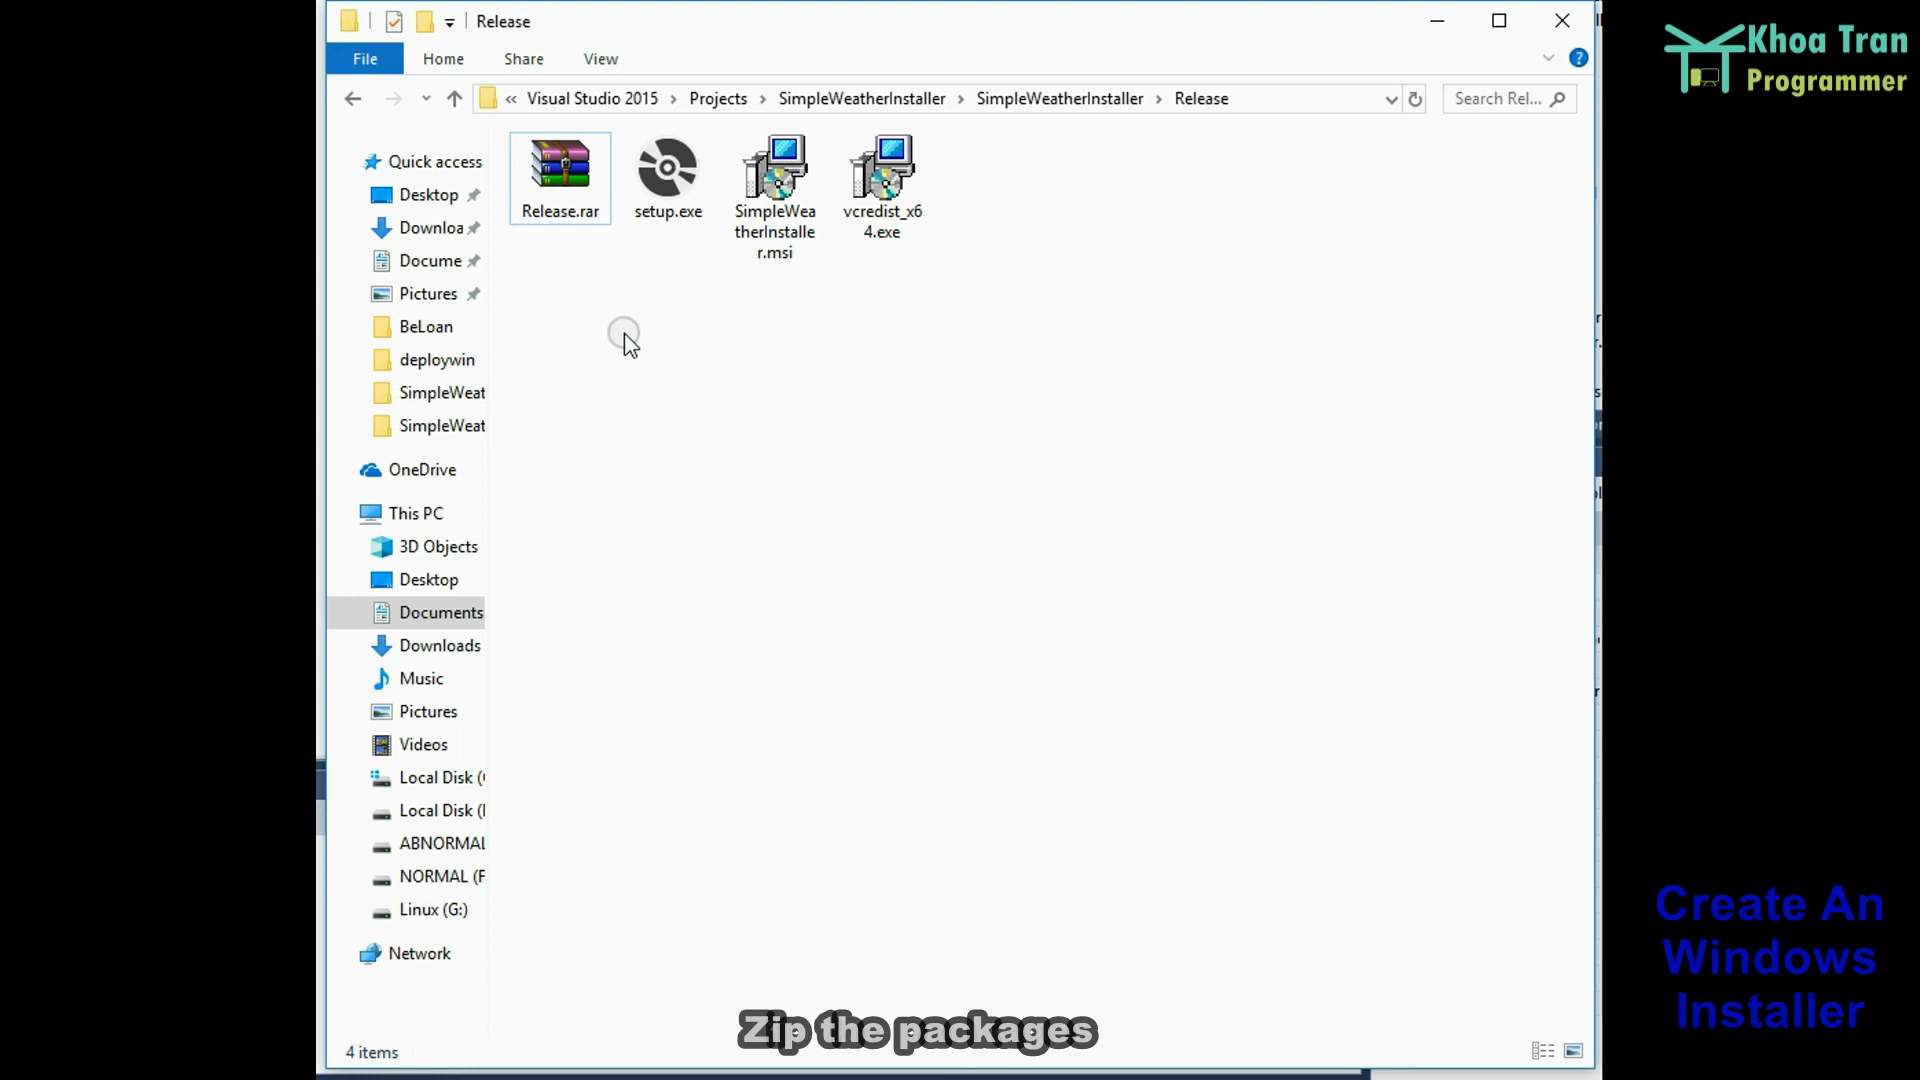 Release
File
Home
Share
View
« Visual Studio 2015 > Projects > SimpleWeatherInstaller > SimpleWeatherInstaller > Release
Search Rel...
Quick access
Desktop
Downloa
Docume
Pictures
BeLoan
deploywin
SimpleWeat
SimpleWeat
OneDrive
This PC
3D Objects
Desktop
Documents
Downloads
Music
Pictures
Videos
Local Disk (
Local Disk (
ABNORMAL
NORMAL (F
Linux (G:)
Network
Release.rar
setup.exe
SimpleWea
therInstalle
r.msi
vcredist_x6
4.exe
4 items
Zip the packages
Khoa Tran
Programmer
Create An
Windows
Installer